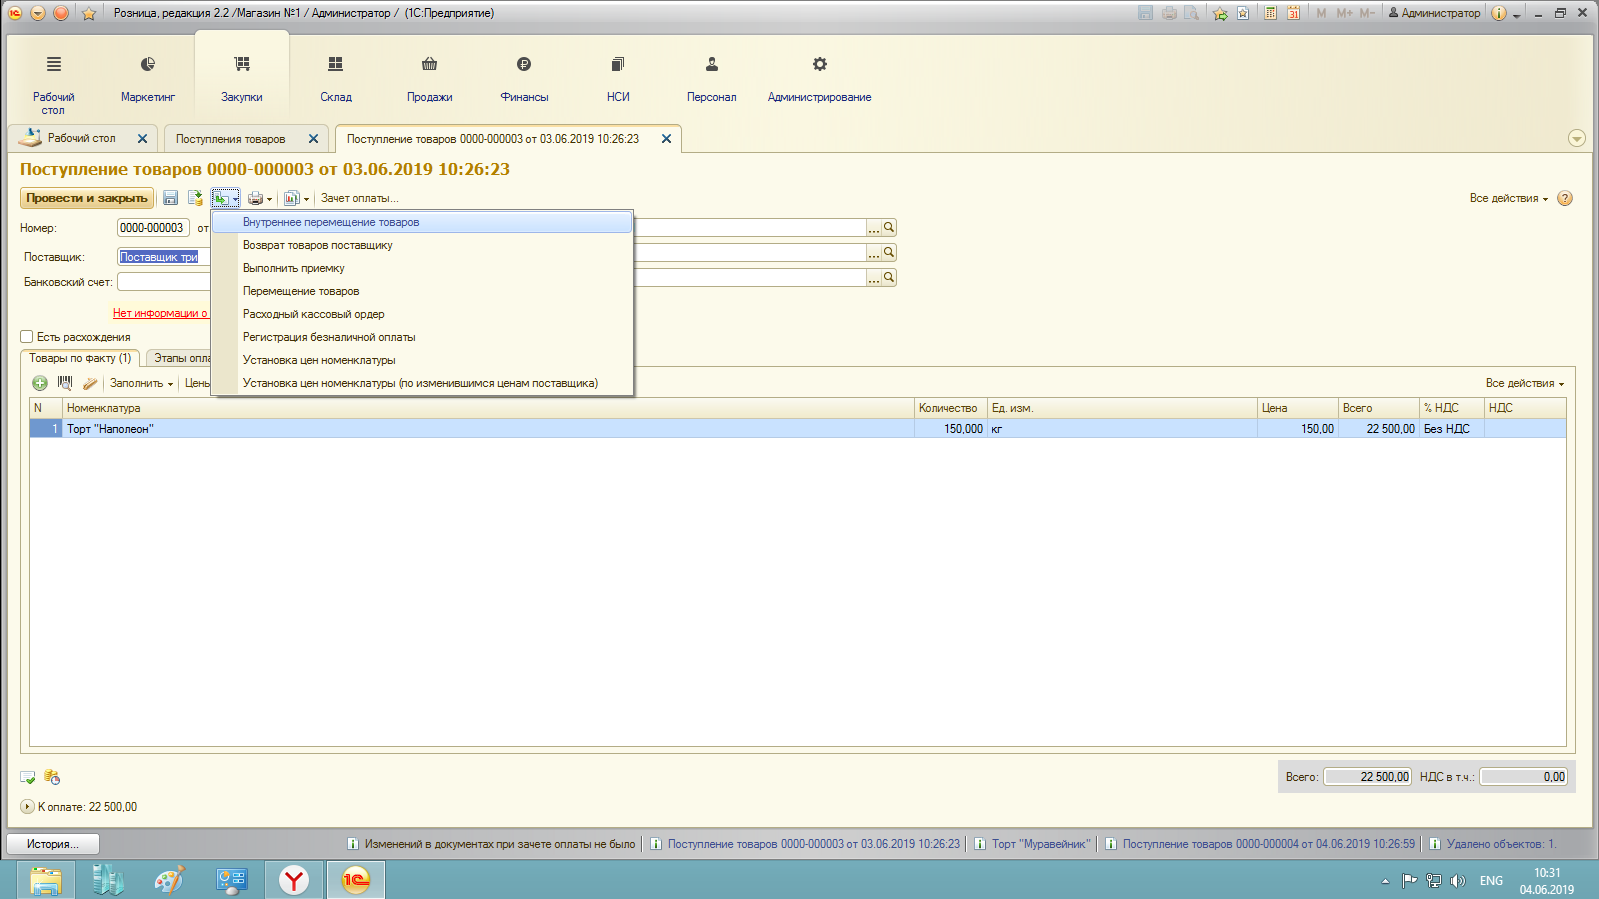 Розница, редакция 2.2 /Магазин №1 / Администратор / (1С:Предприятие)
31 M M+ M- Администратор
Рабочий стол
Маркетинг
Закупки
Склад
Продажи
Финансы
НСИ
Персонал
Администрирование
Рабочий стол
Поступления товаров
Поступление товаров 0000-000003 от 03.06.2019 10:26:23
Поступление товаров 0000-000003 от 03.06.2019 10:26:23
Провести и закрыть
Зачет оплаты...
Все действия
Номер: 0000-000003 от
Поставщик: Поставщик три
Банковский счет:
Нет информации о
Есть расхождения
Внутреннее перемещение товаров
Возврат товаров поставщику
Выполнить приемку
Перемещение товаров
Расходный кассовый ордер
Регистрация безналичной оплаты
Установка цен номенклатуры
Установка цен номенклатуры (по изменившимся ценам поставщика)
Товары по факту (1) Этапы опла
Заполнить Цены Все действия
N Номенклатура Количество Ед. изм. Цена Всего % НДС НДС
1 Торт "Наполеон" 150,000 кг 150,00 22 500,00 Без НДС
Всего: 22 500,00 НДС в т.ч.: 0,00
К оплате: 22 500,00
История...
Изменений в документах при зачете оплаты не было
Поступление товаров 0000-000003 от 03.06.2019 10:26:23
Торт "Муравейник"
Поступление товаров 0000-000004 от 04.06.2019 10:26:59
Удалено объектов: 1.
ENG
10:31
04.06.2019